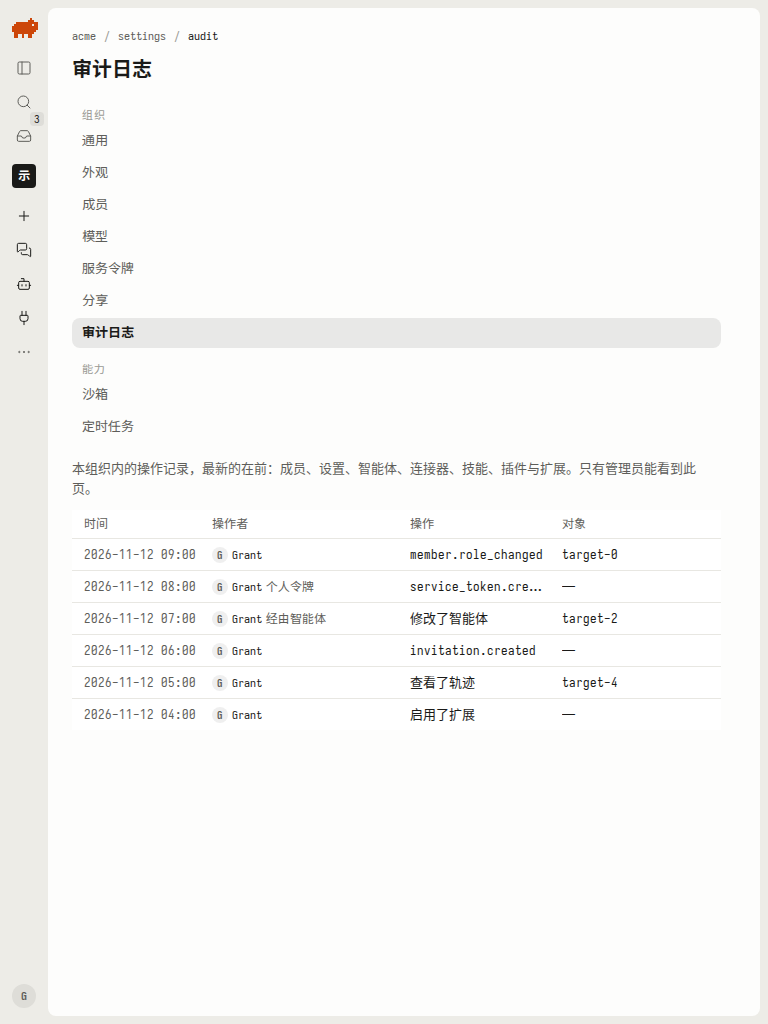 acme / settings / audit
审计日志
3
示
组织
通用
外观
成员
模型
服务令牌
分享
审计日志
能力
沙箱
定时任务
本组织内的操作记录，最新的在前：成员、设置、智能体、连接器、技能、插件与扩展。只有管理员能看到此
页。
时间 操作者 操作 对象
2026-11-12 09:00 G Grant member.role_changed target-0
2026-11-12 08:00 G Grant 个人令牌 service_token.cre… —
2026-11-12 07:00 G Grant 经由智能体 修改了智能体 target-2
2026-11-12 06:00 G Grant invitation.created —
2026-11-12 05:00 G Grant 查看了轨迹 target-4
2026-11-12 04:00 G Grant 启用了扩展 —
G